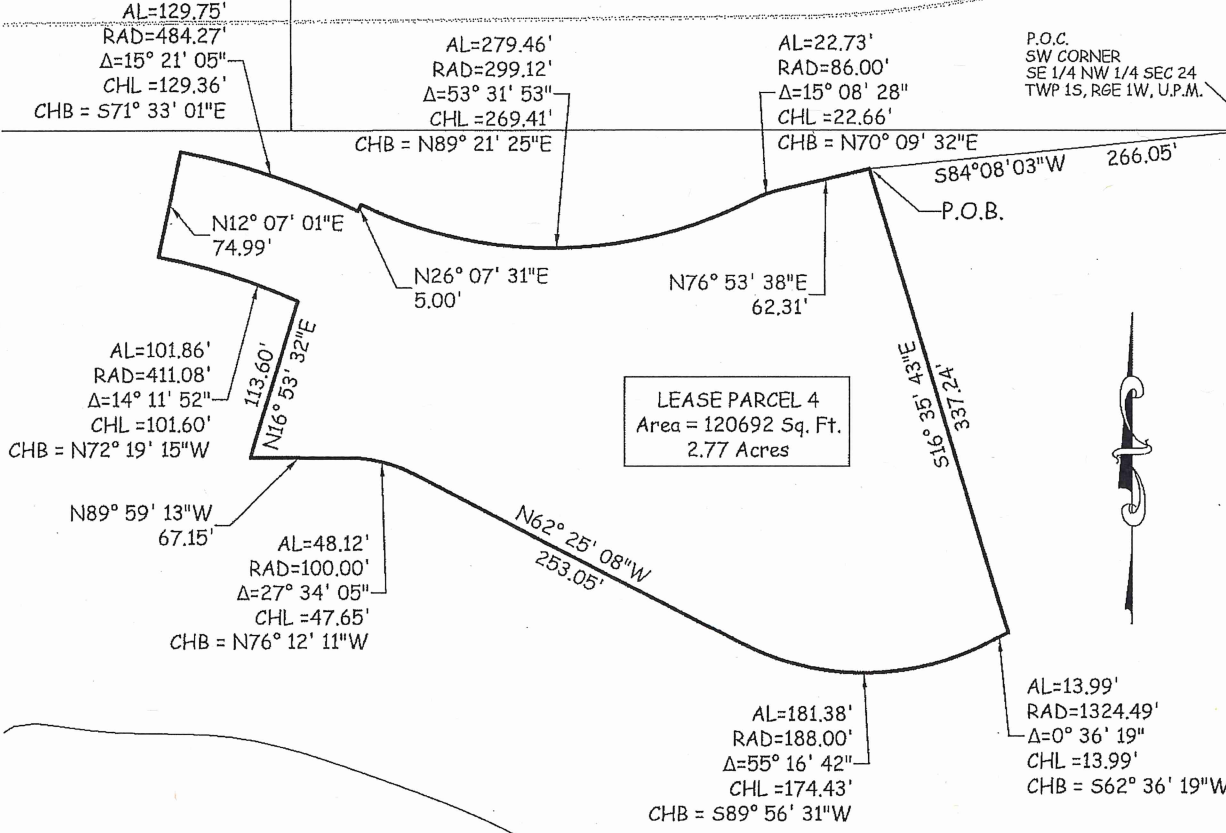 AL=129.75'
RAD=484.27'
Δ=15° 21' 05"
CHL =129.36'
CHB = S71° 33' 01"E
AL=279.46'
RAD=299.12'
Δ=53° 31' 53"
CHL =269.41'
CHB = N89° 21' 25"E
AL=22.73'
RAD=86.00'
Δ=15° 08' 28"
CHL =22.66'
CHB = N70° 09' 32"E
P.O.C.
SW CORNER
SE 1/4 NW 1/4 SEC 24
TWP 1S, RGE 1W, U.P.M.
S84°08'03"W 266.05'
P.O.B.
N12° 07' 01"E
74.99'
N26° 07' 31"E
5.00'
N76° 53' 38"E
62.31'
AL=101.86'
RAD=411.08'
Δ=14° 11' 52"
CHL =101.60'
CHB = N72° 19' 15"W
113.60'
N16° 53' 32"E
LEASE PARCEL 4
Area = 120692 Sq. Ft.
2.77 Acres
S16° 35' 43"E
337.24'
N89° 59' 13"W
67.15'
AL=48.12'
RAD=100.00'
Δ=27° 34' 05"
CHL =47.65'
CHB = N76° 12' 11"W
N62° 25' 08"W
253.05'
AL=181.38'
RAD=188.00'
Δ=55° 16' 42"
CHL =174.43'
CHB = S89° 56' 31"W
AL=13.99'
RAD=1324.49'
Δ=0° 36' 19"
CHL =13.99'
CHB = S62° 36' 19"W